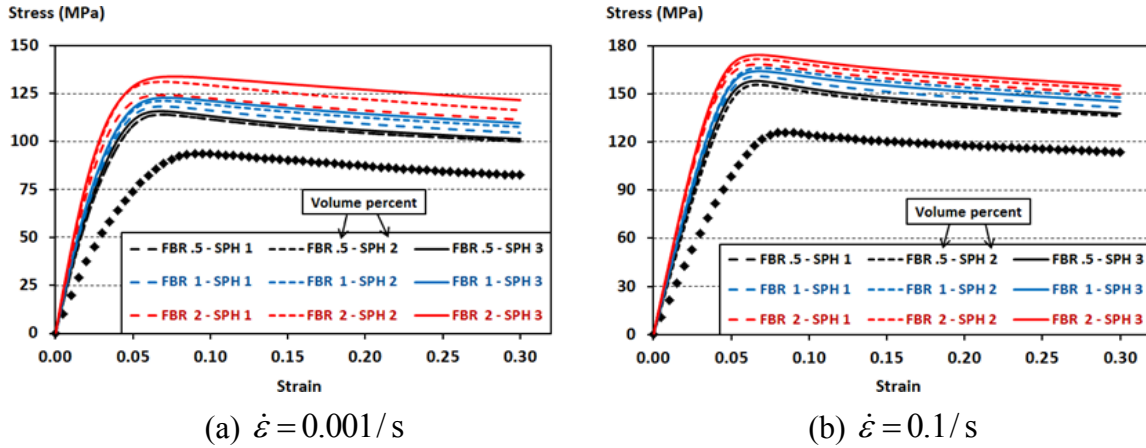 Stress (MPa)
150
125
100
75
50
25
0
Volume percent
FBR .5 - SPH 1 FBR .5 - SPH 2 FBR .5 - SPH 3
FBR 1 - SPH 1 FBR 1 - SPH 2 FBR 1 - SPH 3
FBR 2 - SPH 1 FBR 2 - SPH 2 FBR 2 - SPH 3
0.00 0.05 0.10 0.15 0.20 0.25 0.30
Strain
(a) ε̇ = 0.001/s
Stress (MPa)
180
150
120
90
60
30
0
Volume percent
FBR .5 - SPH 1 FBR .5 - SPH 2 FBR .5 - SPH 3
FBR 1 - SPH 1 FBR 1 - SPH 2 FBR 1 - SPH 3
FBR 2 - SPH 1 FBR 2 - SPH 2 FBR 2 - SPH 3
0.00 0.05 0.10 0.15 0.20 0.25 0.30
Strain
(b) ε̇ = 0.1/s